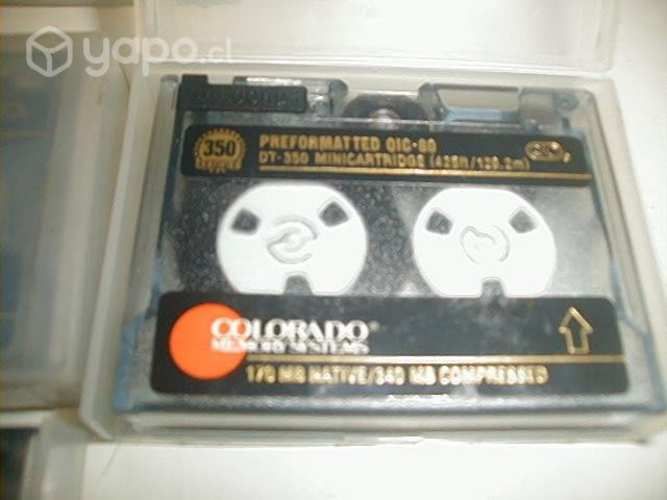 yapo.cl
350
PREFORMATTED QIC-80
DT-350 MINICARTRIDGE (425ft/129.2m)
COLORADO
MEMORY SYSTEMS
170 MB NATIVE/340 MB COMPRESSED